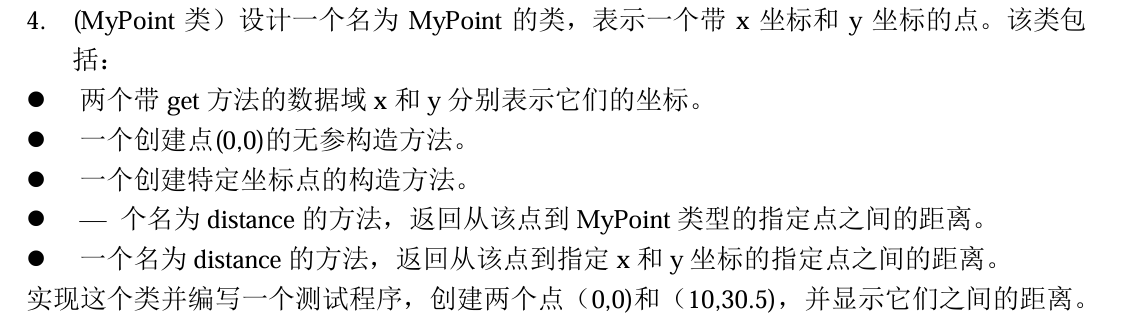 4. (MyPoint 类）设计一个名为 MyPoint 的类，表示一个带 x 坐标和 y 坐标的点。该类包
括：
● 两个带 get 方法的数据域 x 和 y 分别表示它们的坐标。
● 一个创建点(0,0)的无参构造方法。
● 一个创建特定坐标点的构造方法。
● — 个名为 distance 的方法，返回从该点到 MyPoint 类型的指定点之间的距离。
● 一个名为 distance 的方法，返回从该点到指定 x 和 y 坐标的指定点之间的距离。
实现这个类并编写一个测试程序，创建两个点（0,0)和（10,30.5)，并显示它们之间的距离。